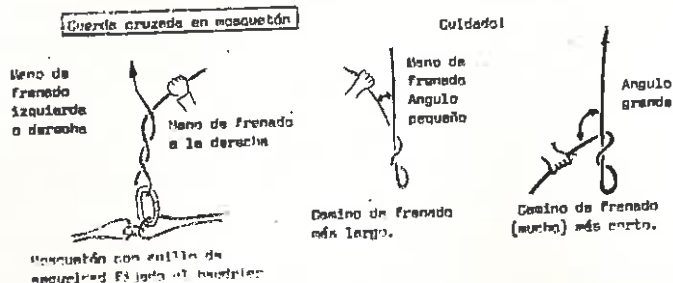 Cuerda cruzada en mosquetón
Cuidado!
Mano de
frenado
izquierda
o derecha
Mano de frenado
a la derecha
Mano de
frenado
Angulo
pequeño
Angulo
grande
Camino de frenado
más largo.
Camino de frenado
(mucho) más corto.
Mosquetón con anillo de
seguridad fijado al baudrier